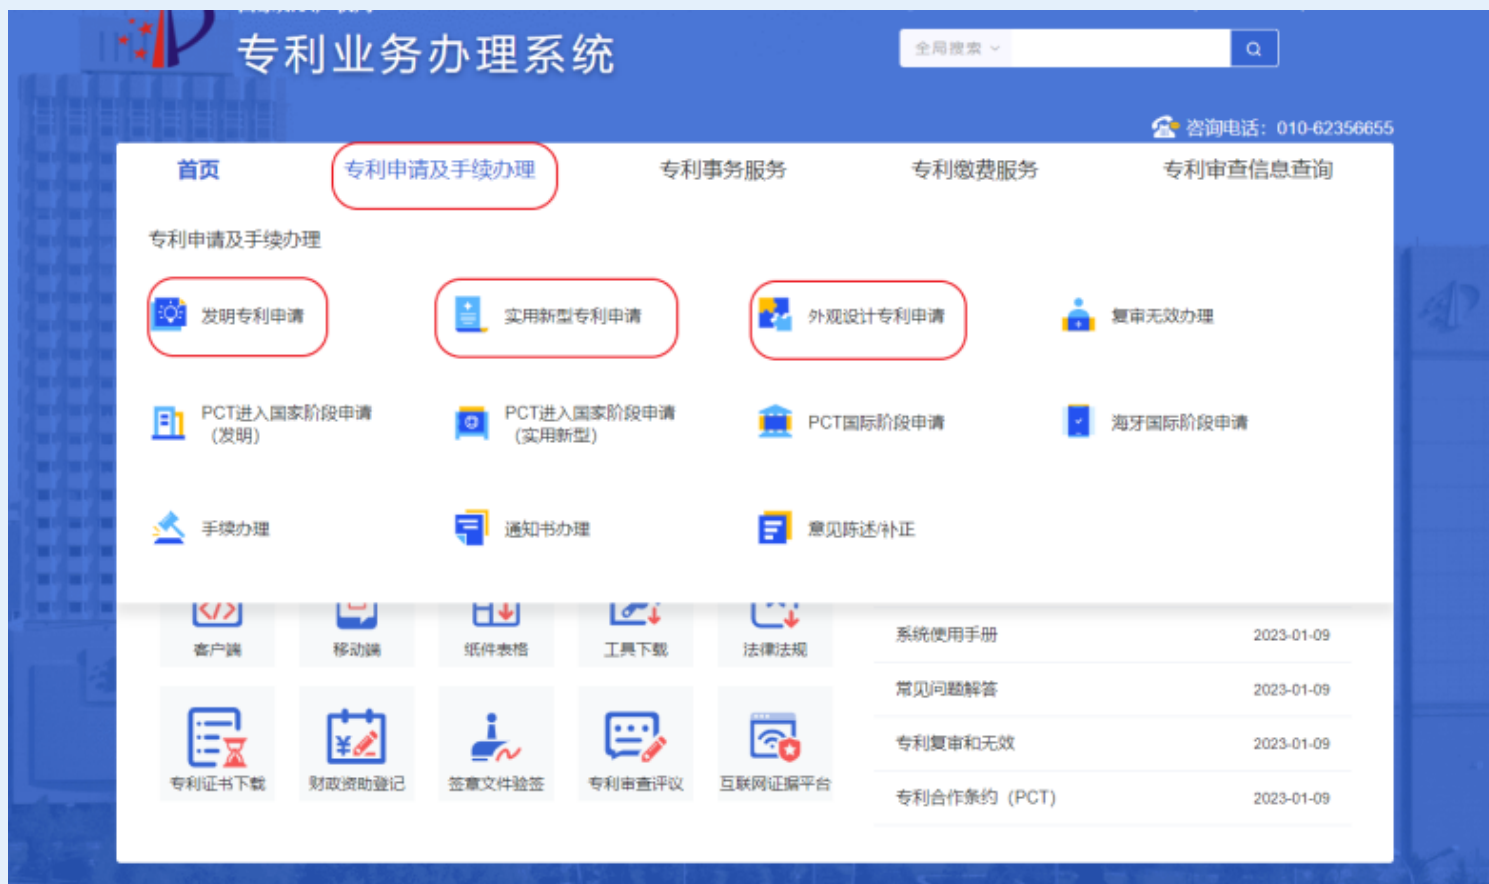 专利业务办理系统
全局搜索
咨询电话：010-62356655
首页
专利申请及手续办理
专利事务服务
专利缴费服务
专利审查信息查询
专利申请及手续办理
发明专利申请
实用新型专利申请
外观设计专利申请
复审无效办理
PCT进入国家阶段申请
（发明）
PCT进入国家阶段申请
（实用新型）
PCT国际阶段申请
海牙国际阶段申请
手续办理
通知书办理
意见陈述/补正
客户端
移动端
纸件表格
工具下载
法律法规
系统使用手册
2023-01-09
常见问题解答
2023-01-09
专利证书下载
财政资助登记
签章文件验签
专利审查评议
互联网证据平台
专利复审和无效
2023-01-09
专利合作条约（PCT）
2023-01-09